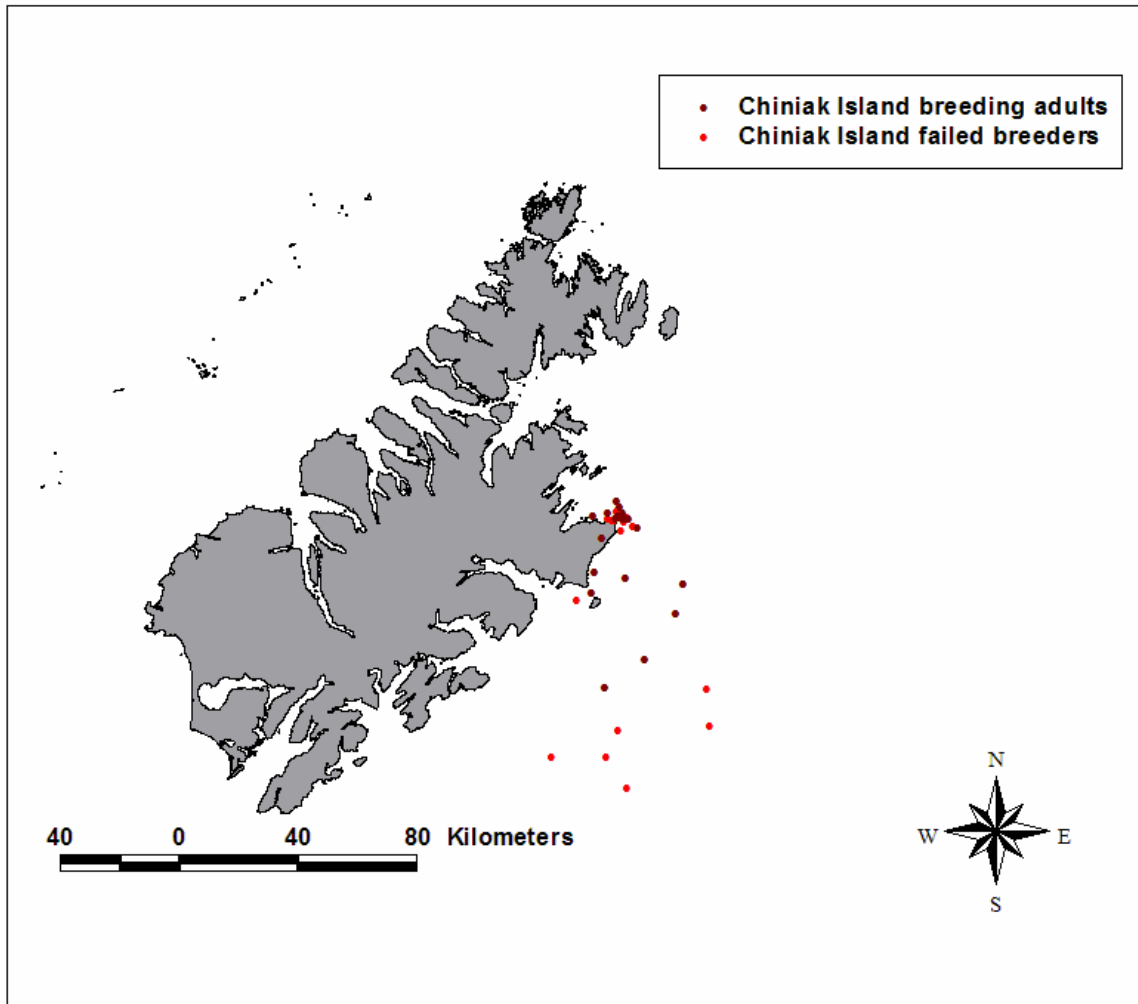 Chiniak Island breeding adults
Chiniak Island failed breeders
40 0 40 80 Kilometers
N
W E
S